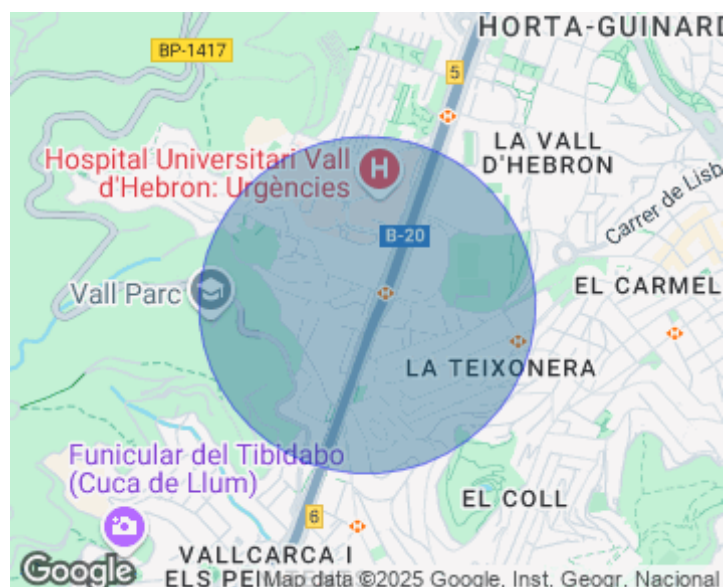 HORTA-GUINARD
BP-1417
5
LA VALL
D'HEBRON
Hospital Universitari Vall
d'Hebron: Urgències
H
Carrer de Lisb
B-20
Vall Parc
EL CARMEL
LA TEIXONERA
Funicular del Tibidabo
(Cuca de Llum)
EL COLL
6
VALLCARCA I
ELS PEN
Google
Map data ©2025 Google, Inst. Geogr. Nacional